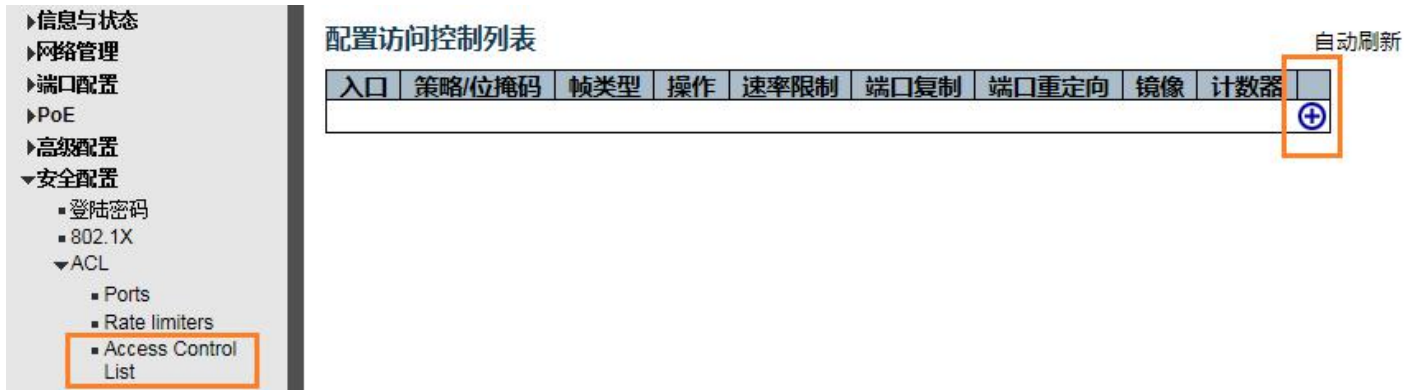 信息与状态
网络管理
端口配置
PoE
高级配置
安全配置
登陆密码
802.1X
ACL
Ports
Rate limiters
Access Control
List
配置访问控制列表
自动刷新
入口 策略/位掩码 帧类型 操作 速率限制 端口复制 端口重定向 镜像 计数器